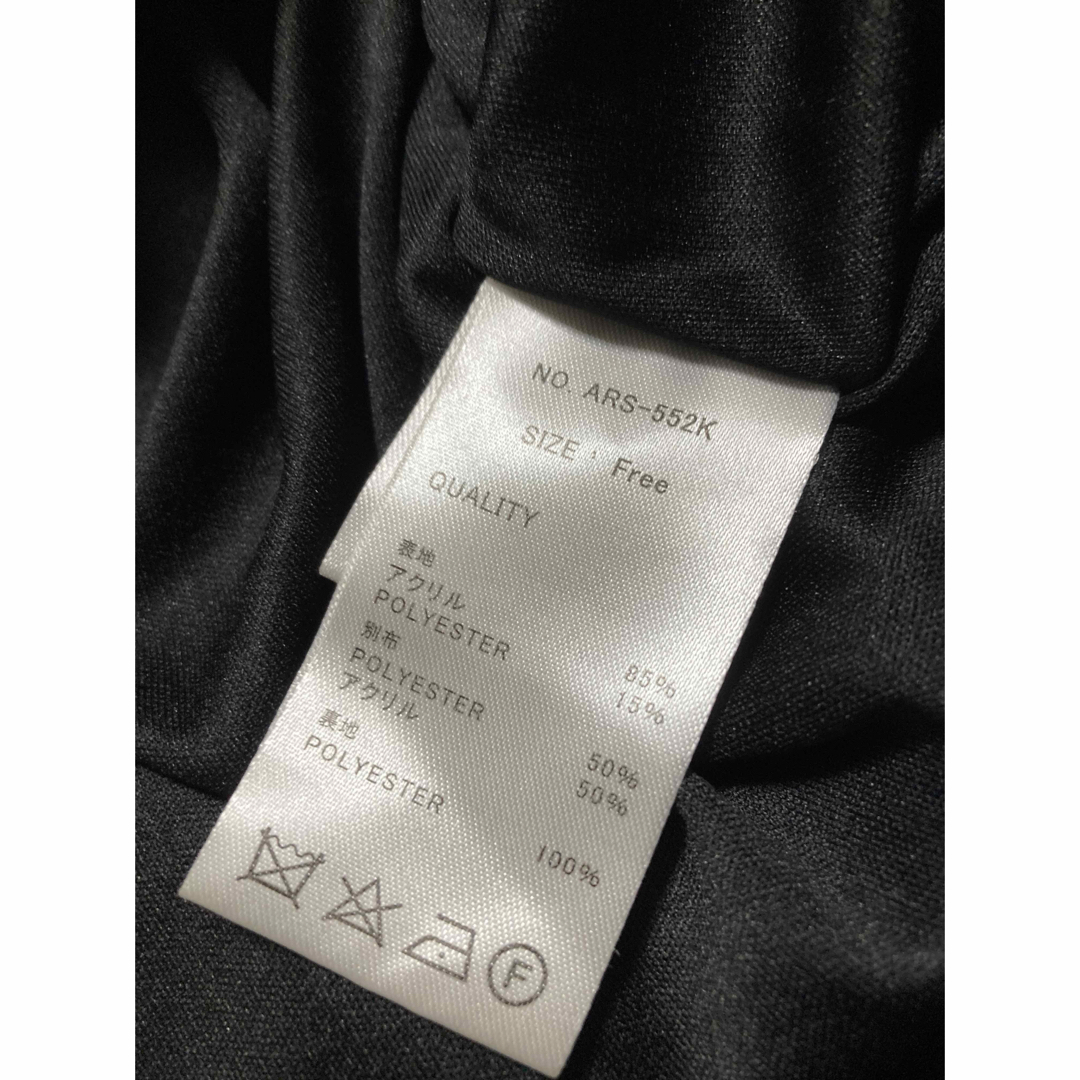 NO. ARS-552K
SIZE : Free
QUALITY
表地
アクリル 85%
POLYESTER 15%
別布
POLYESTER 50%
アクリル 50%
裏地
POLYESTER 100%
F